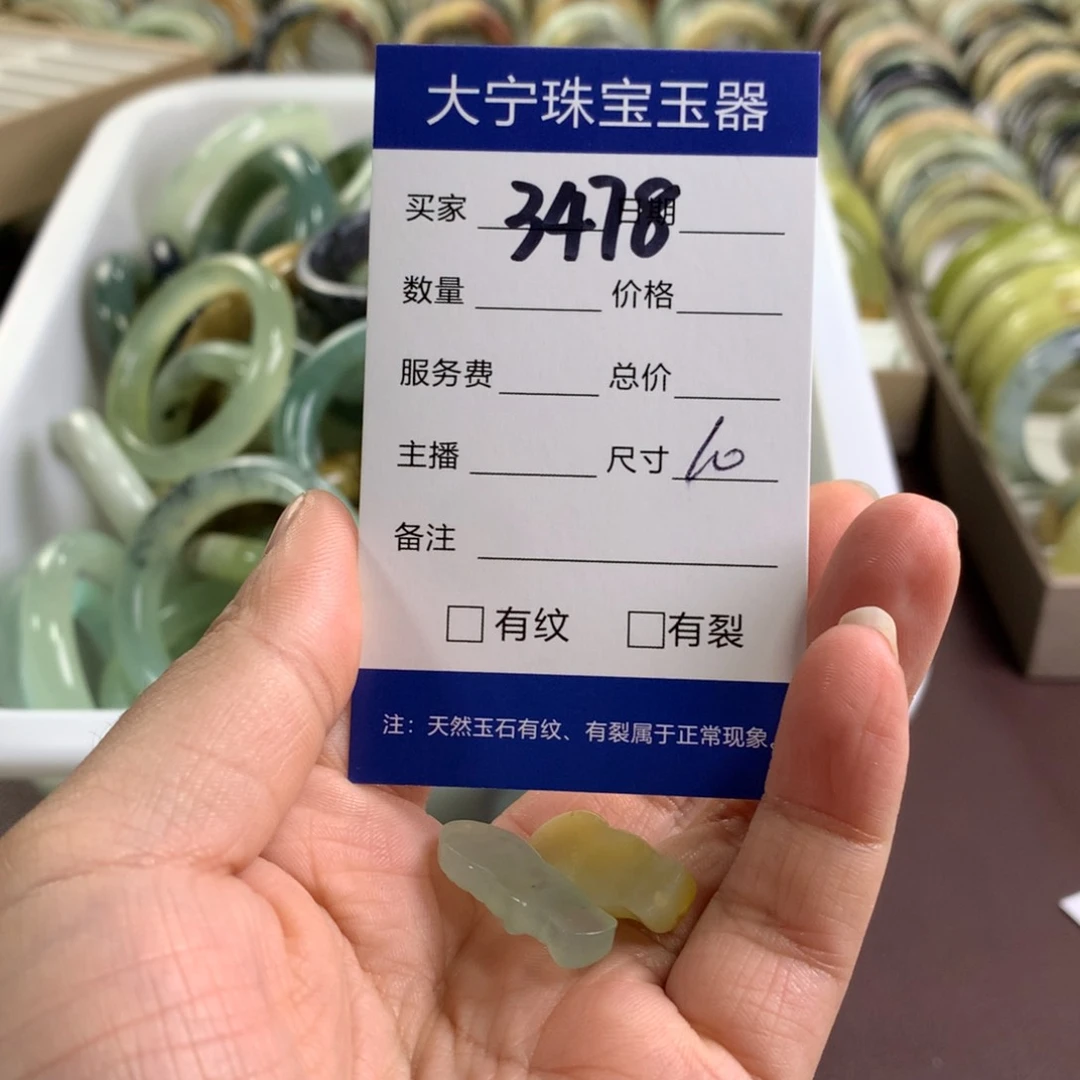 大宁珠宝玉器
买家 3478 日期
数量 价格
服务费 总价
主播 尺寸 10
备注
有纹 有裂
注：天然玉石有纹、有裂属于正常现象。